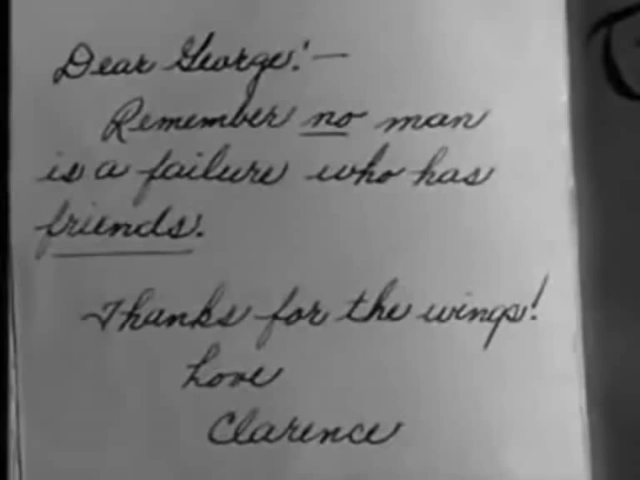 Dear George:—
Remember no man
is a failure who has
friends.
Thanks for the wings!
Love
Clarence